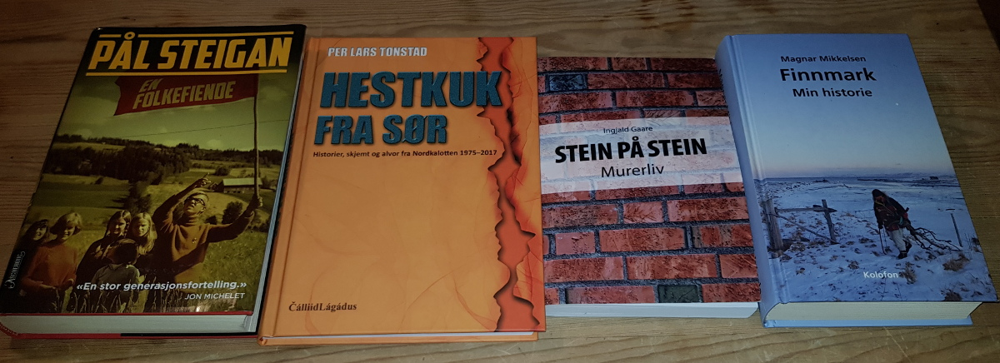 PÅL STEIGAN
EN
FOLKEFIENDE
«En stor generasjonsfortelling.»
JON MICHELET
PER LARS TØNSTAD
HESTKUK
FRA SØR
Historier, skjemt og alvor fra Nordkalotten 1975–2017
ČálliidLágádus
Ingjald Gaare
STEIN PÅ STEIN
Murerliv
Magnar Mikkelsen
Finnmark
Min historie
Kolofon